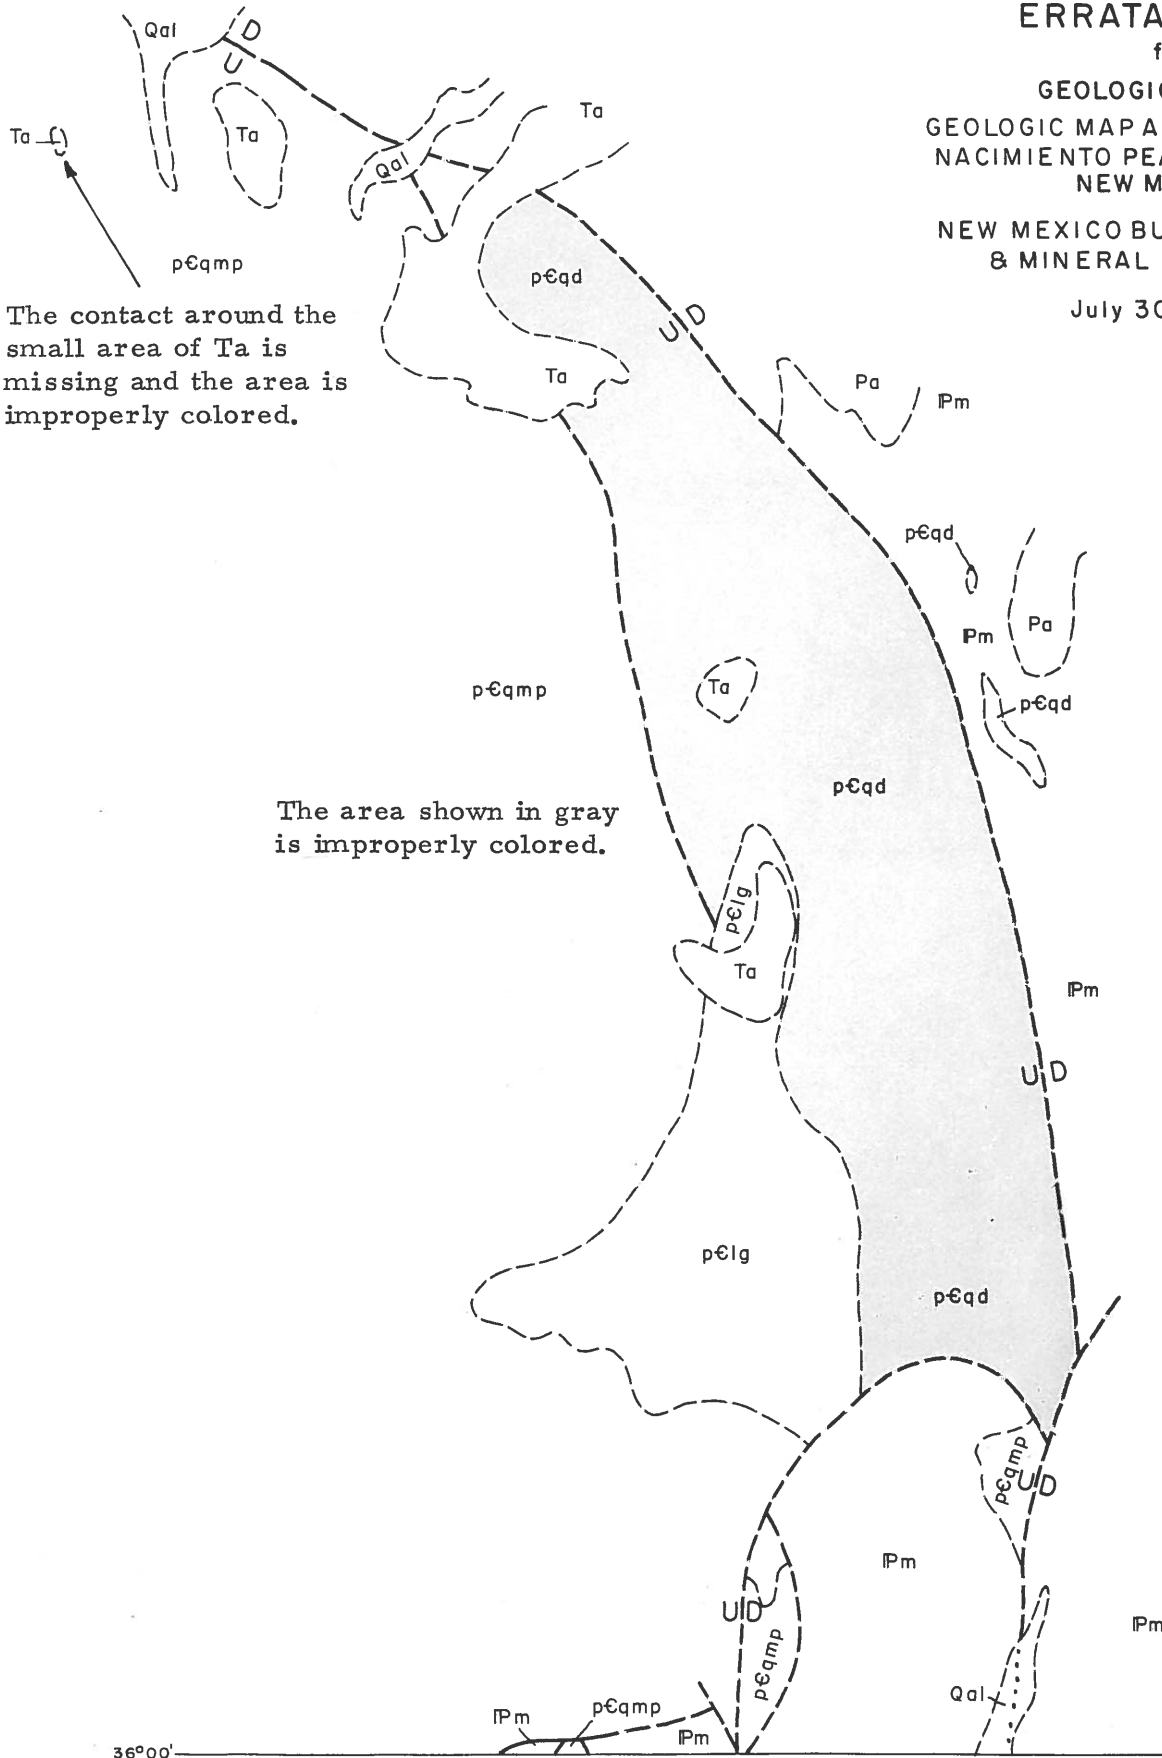 ERRATA
f
GEOLOGIC
GEOLOGIC MAP A
NACIMIENTO PEA
NEW M
NEW MEXICO BU
& MINERAL
July 30
Qal
D
U
Ta
Ta
Qal
Ta
p€qmp
The contact around the
small area of Ta is
missing and the area is
improperly colored.
p€qd
U D
Ta
Pa
ℙm
p€qd
ℙm
Pa
p€qmp
Ta
p€qd
p€qd
The area shown in gray
is improperly colored.
p€lg
Ta
ℙm
U D
p€lg
p€qd
p€qmp
U D
ℙm
U D
p€qmp
ℙm
Qal
ℙm
p€qmp
ℙm
36°00'